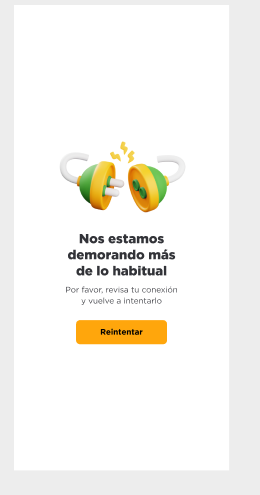 Nos estamos
demorando más
de lo habitual
Por favor, revisa tu conexión
y vuelve a intentarlo
Reintentar